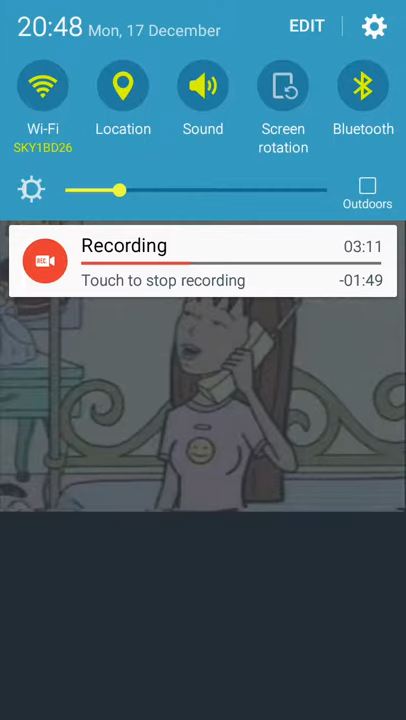 20:48 Mon, 17 December EDIT
Wi-Fi Location Sound Screen rotation Bluetooth
SKY1BD26
Outdoors
Recording 03:11
REC
Touch to stop recording -01:49